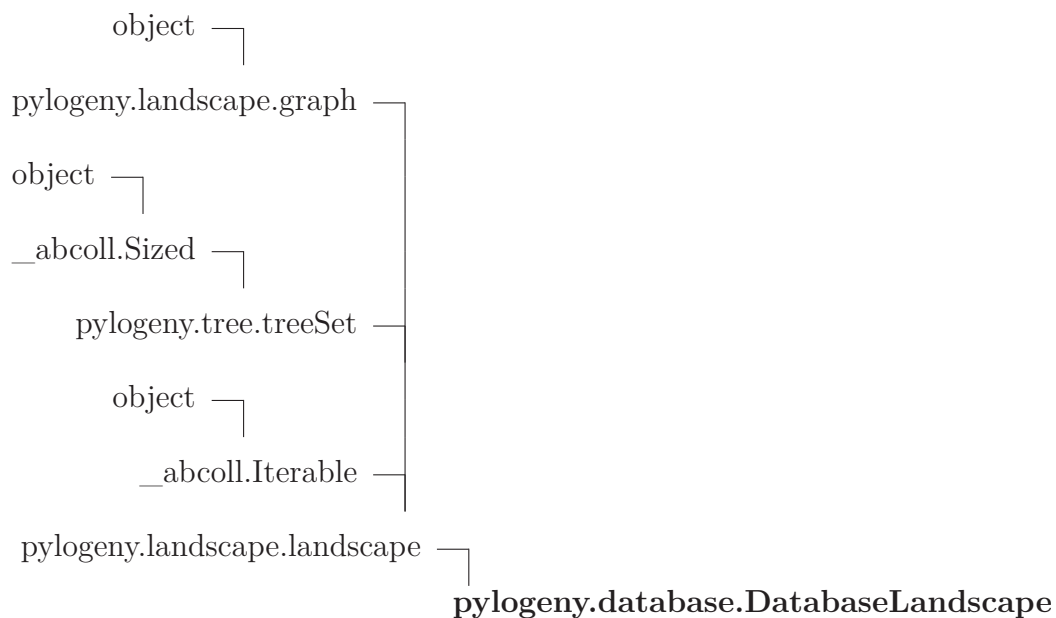 object
pylogeny.landscape.graph
object
_abcoll.Sized
pylogeny.tree.treeSet
object
_abcoll.Iterable
pylogeny.landscape.landscape
pylogeny.database.DatabaseLandscape